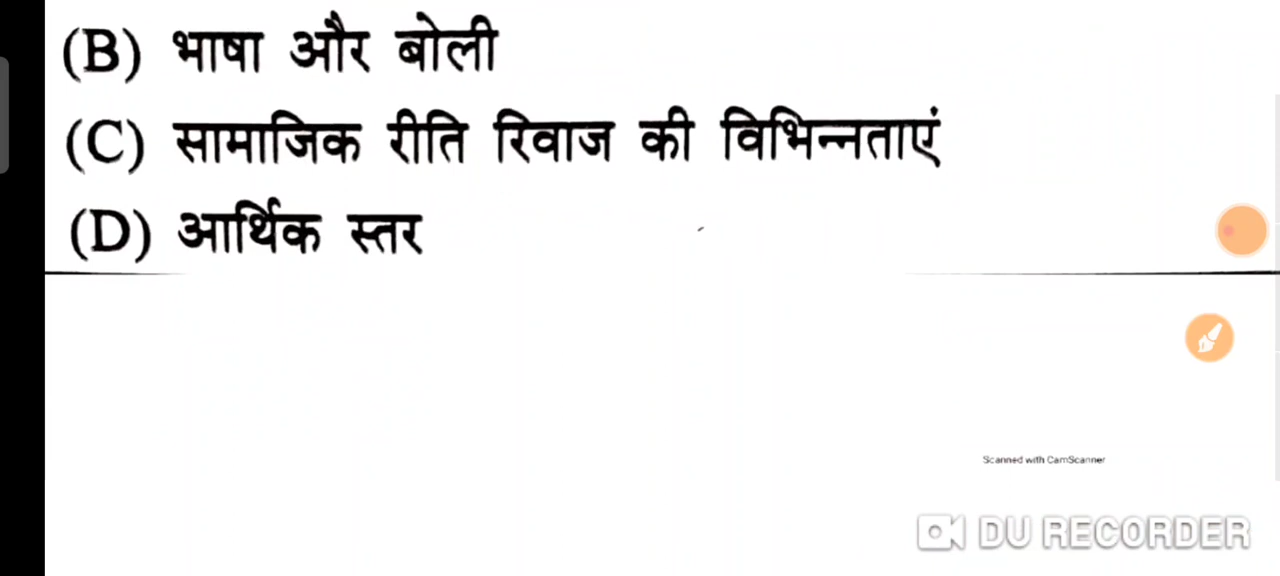 (B) भाषा और बोली
(C) सामाजिक रीति रिवाज की विभिन्नताएं
(D) आर्थिक स्तर
Scanned with CamScanner
DU RECORDER